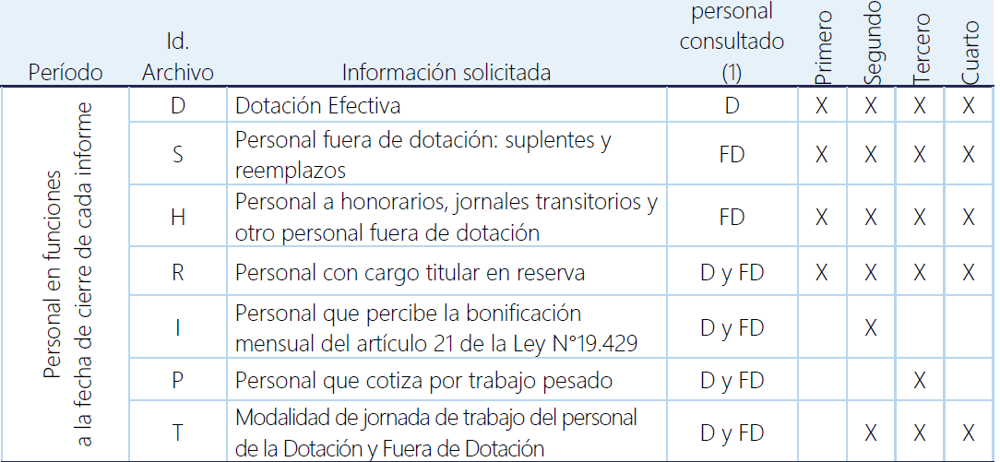 Período
Id.
Archivo
Información solicitada
personal
consultado
(1)
Primero
Segundo
Tercero
Cuarto
Personal en funciones
a la fecha de cierre de cada informe
D Dotación Efectiva D X X X X
S Personal fuera de dotación: suplentes y
reemplazos FD X X X X
H Personal a honorarios, jornales transitorios y
otro personal fuera de dotación FD X X X X
R Personal con cargo titular en reserva D y FD X X X X
I Personal que percibe la bonificación
mensual del artículo 21 de la Ley N°19.429 D y FD X
P Personal que cotiza por trabajo pesado D y FD X
T Modalidad de jornada de trabajo del personal
de la Dotación y Fuera de Dotación D y FD X X X